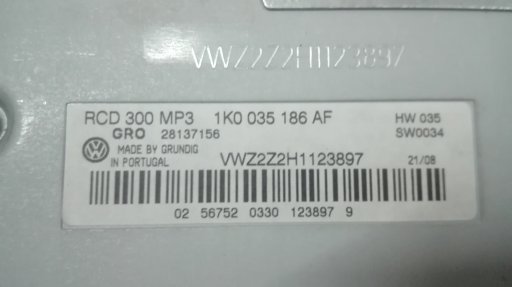 VWZ2Z2H1123897
RCD 300 MP3 1K0 035 186 AF HW 035
GRO 28137156 SW0034
MADE BY GRUNDIG
IN PORTUGAL VWZ2Z2H1123897 21/08
02 56752 0330 123897 9